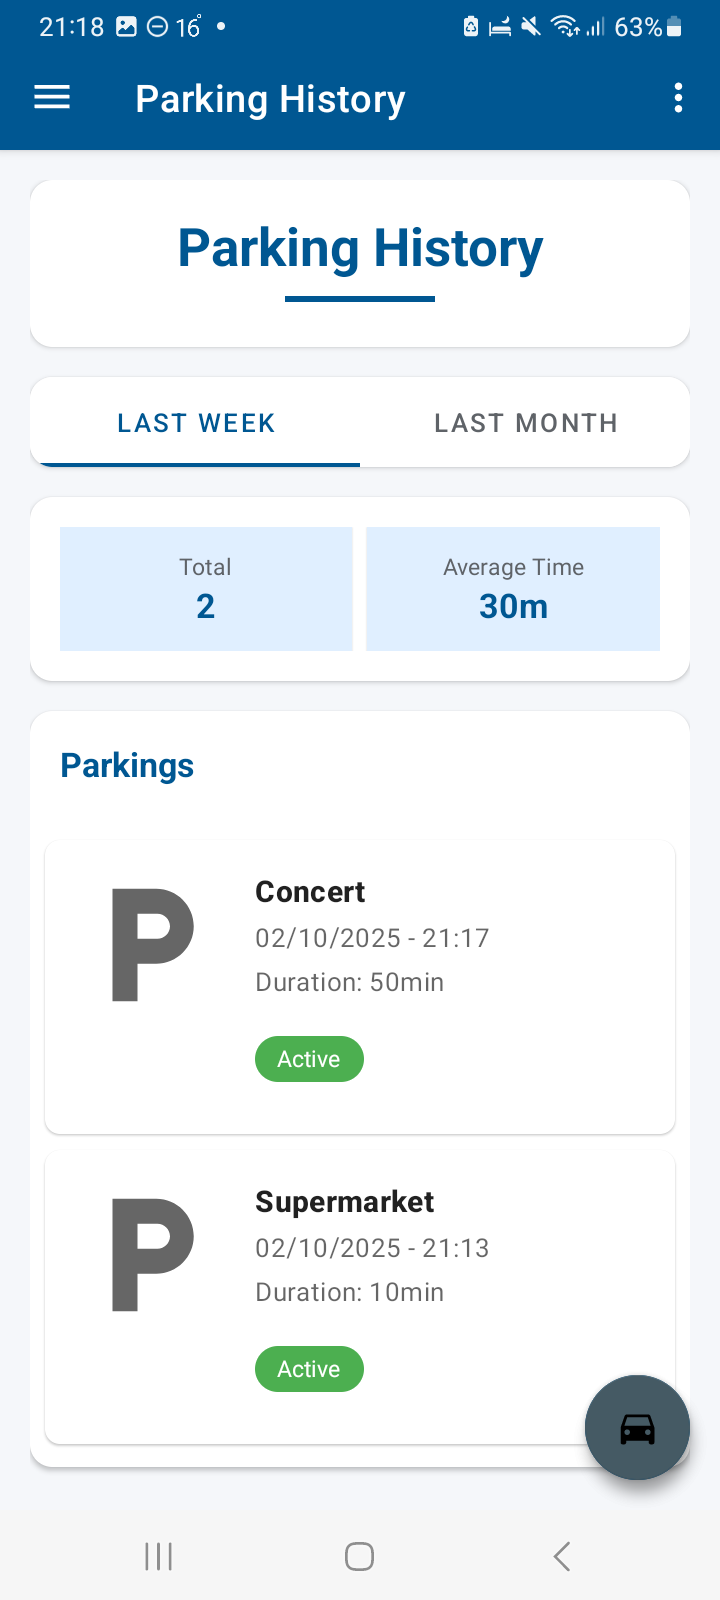 21:18 16° 63%
Parking History
Parking History
LAST WEEK LAST MONTH
Total Average Time
2 30m
Parkings
P
Concert
02/10/2025 - 21:17
Duration: 50min
Active
P
Supermarket
02/10/2025 - 21:13
Duration: 10min
Active